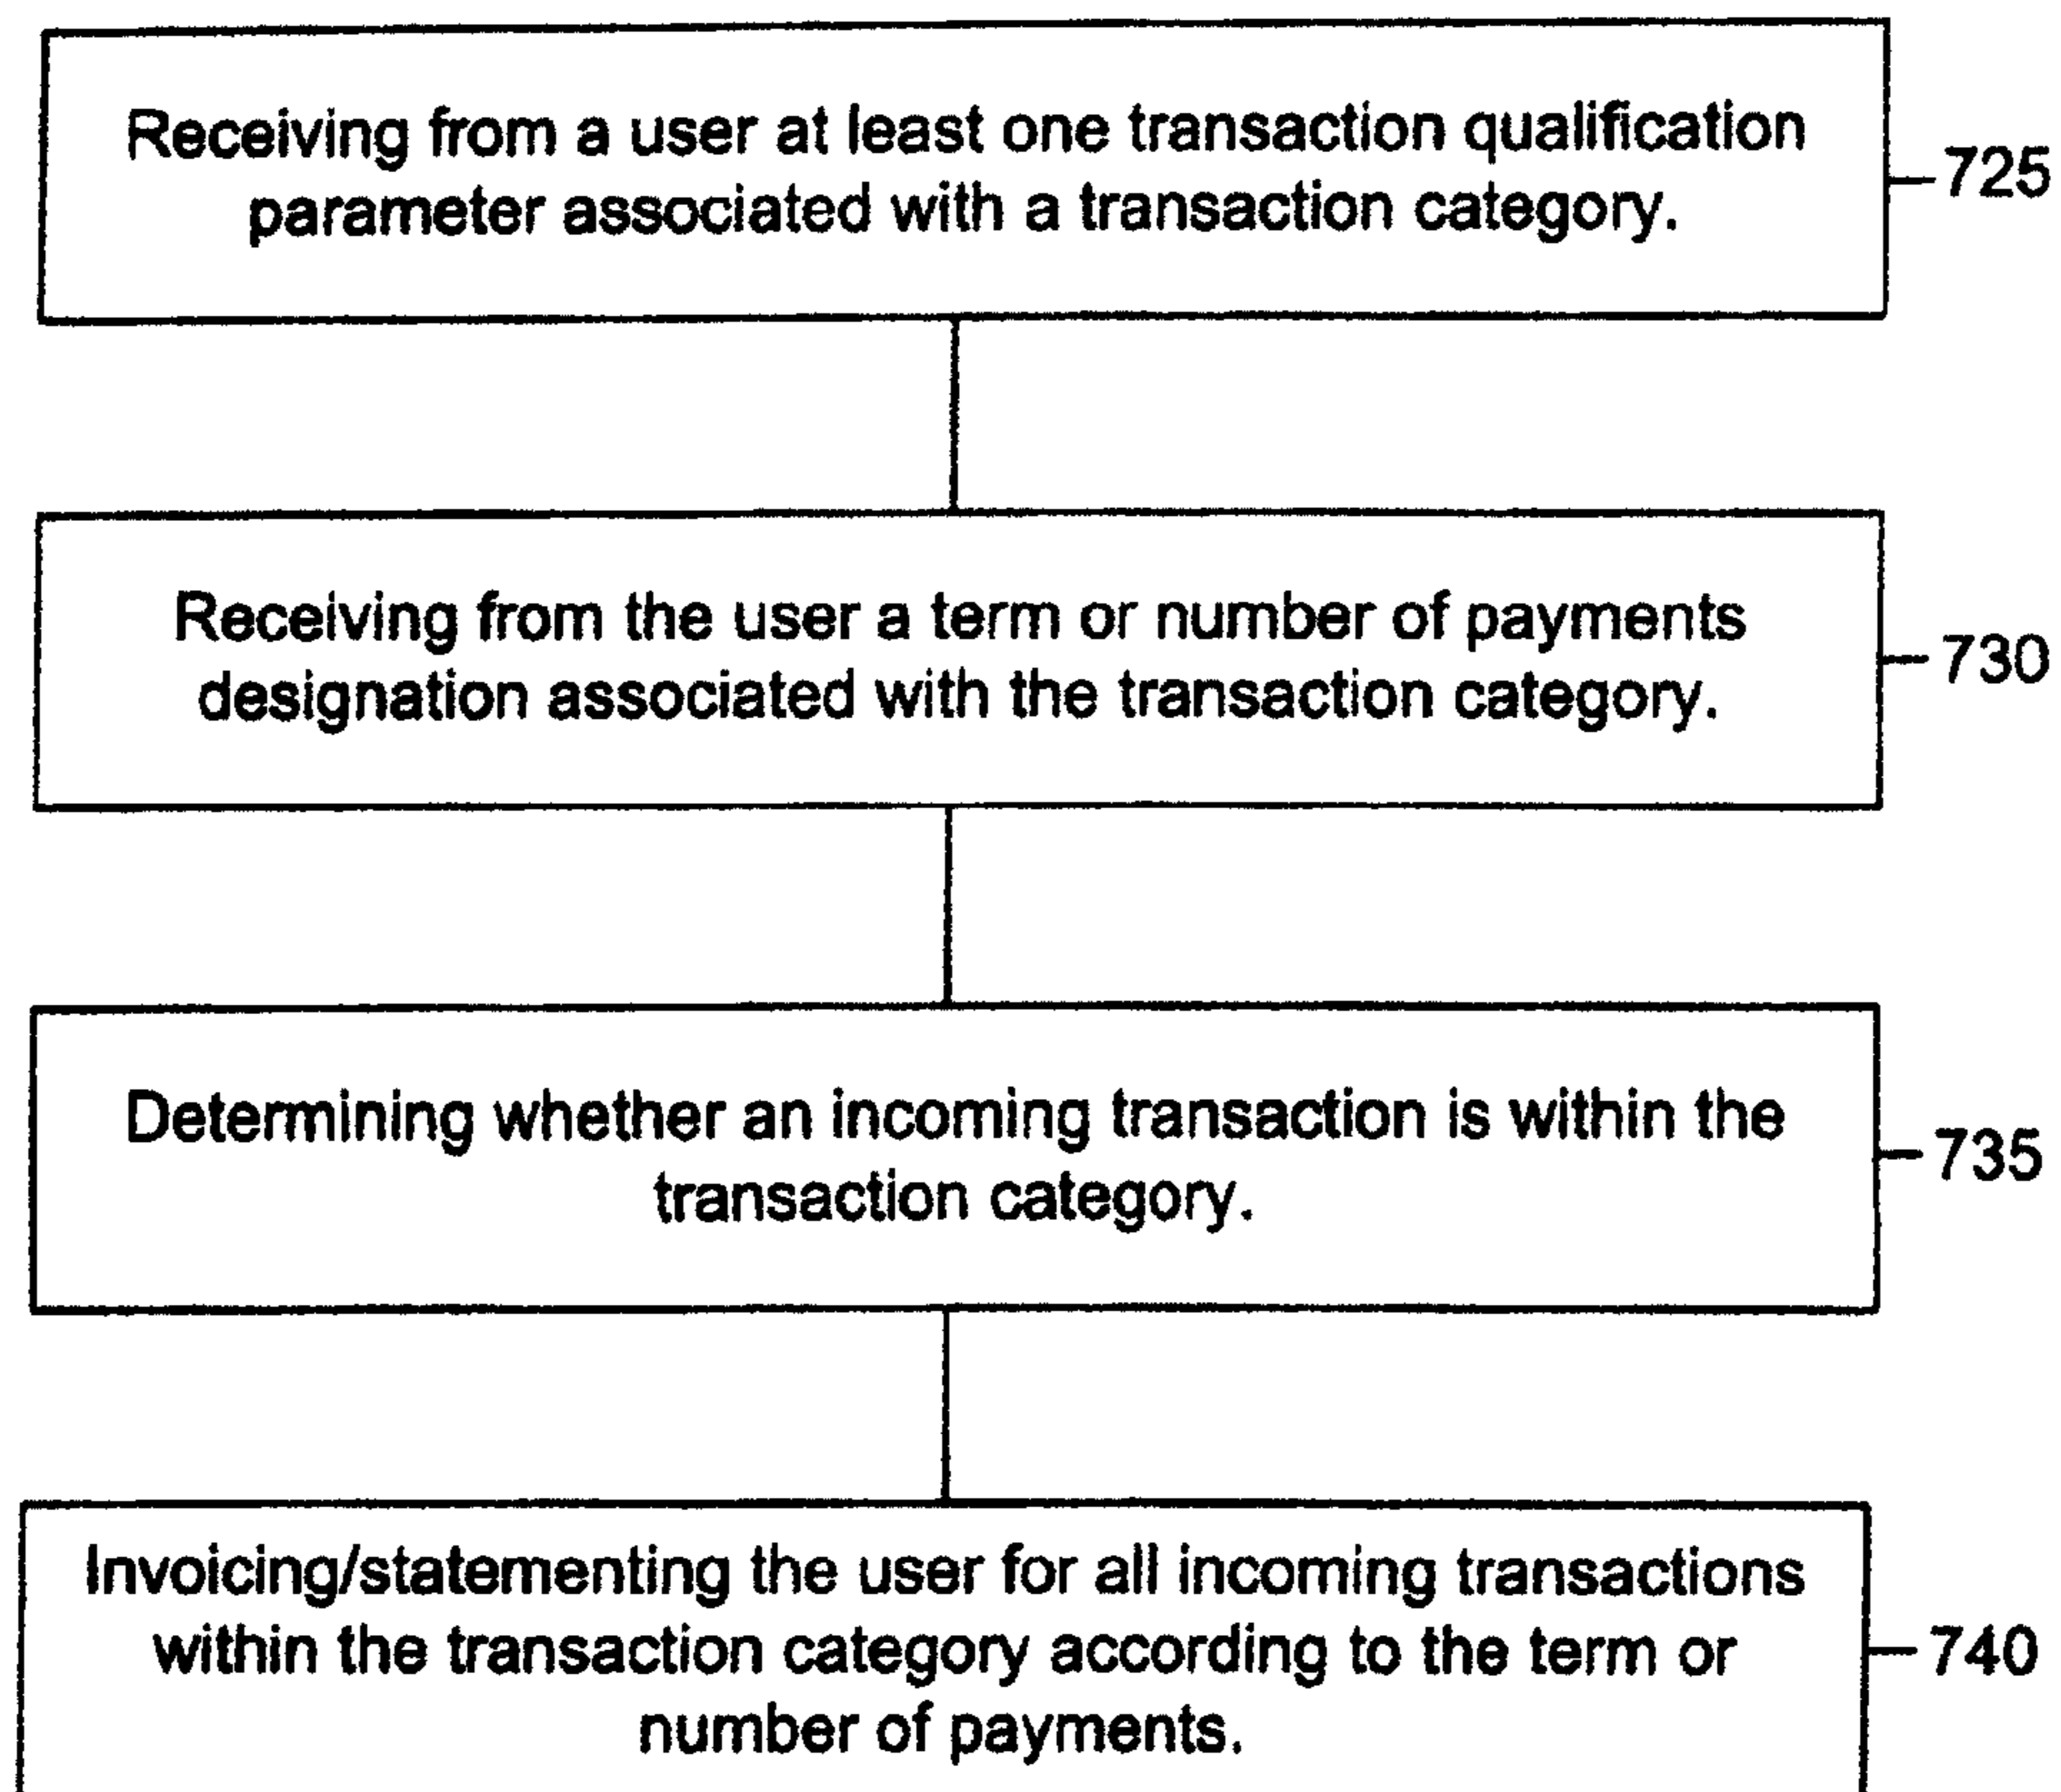 Receiving from a user at least one transaction qualification
parameter associated with a transaction category.
725
Receiving from the user a term or number of payments
designation associated with the transaction category.
730
Determining whether an incoming transaction is within the
transaction category.
735
Invoicing/statementing the user for all incoming transactions
within the transaction category according to the term or
number of payments.
740